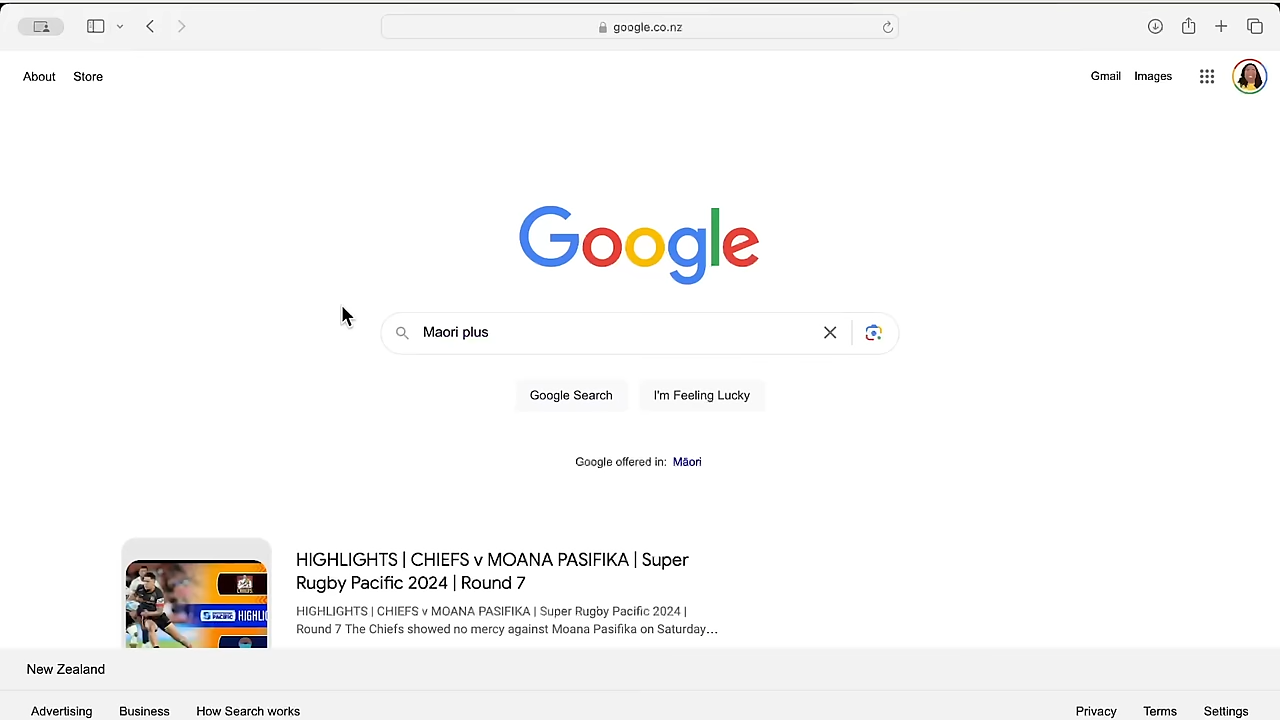 google.co.nz
About Store
Gmail Images
Google
Maori plus
Google Search I'm Feeling Lucky
Google offered in: Māori
HIGHLIGHTS | CHIEFS v MOANA PASIFIKA | Super
Rugby Pacific 2024 | Round 7
HIGHLIGHTS | CHIEFS v MOANA PASIFIKA | Super Rugby Pacific 2024 |
Round 7 The Chiefs showed no mercy against Moana Pasifika on Saturday...
New Zealand
Advertising Business How Search works
Privacy Terms Settings